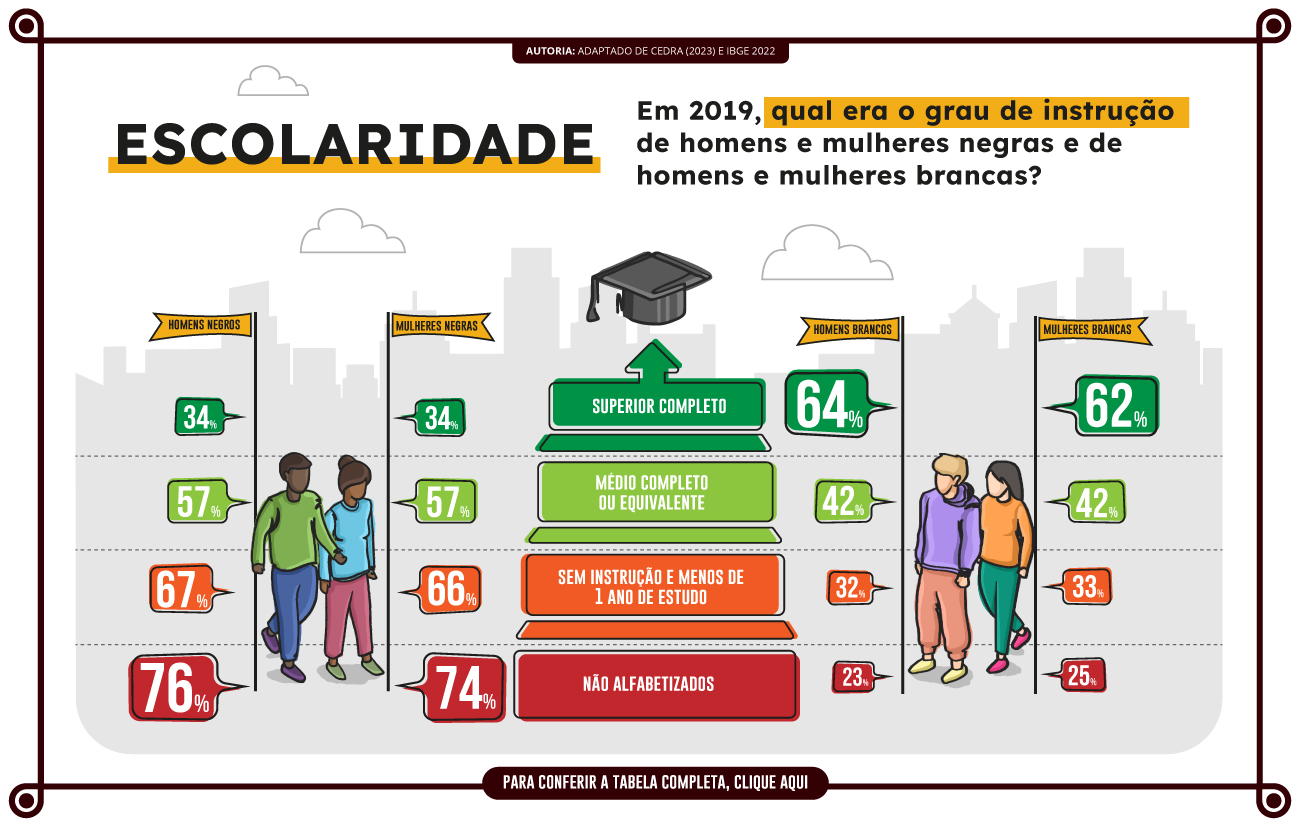 AUTORIA: ADAPTADO DE CEDRA (2023) E IBGE 2022
ESCOLARIDADE
Em 2019, qual era o grau de instrução
de homens e mulheres negras e de
homens e mulheres brancas?
HOMENS NEGROS
MULHERES NEGRAS
HOMENS BRANCOS
MULHERES BRANCAS
34%
34%
SUPERIOR COMPLETO
64%
62%
57%
57%
MÉDIO COMPLETO
OU EQUIVALENTE
42%
42%
67%
66%
SEM INSTRUÇÃO E MENOS DE
1 ANO DE ESTUDO
32%
33%
76%
74%
NÃO ALFABETIZADOS
23%
25%
PARA CONFERIR A TABELA COMPLETA, CLIQUE AQUI